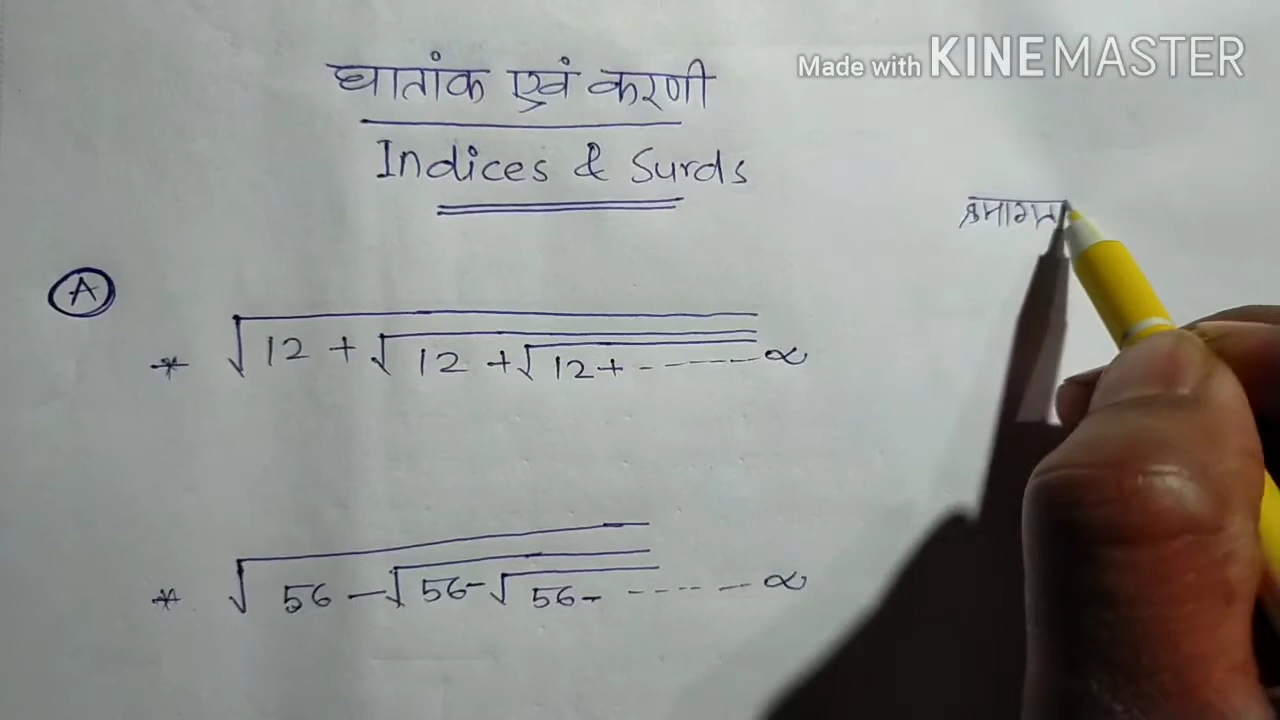 Made with KINEMASTER
घातांक एवं करणी
Indices & Surds
A
* √12 + √12 + √12 + ------- ∝
* √56 - √56 - √56 - ------- ∝